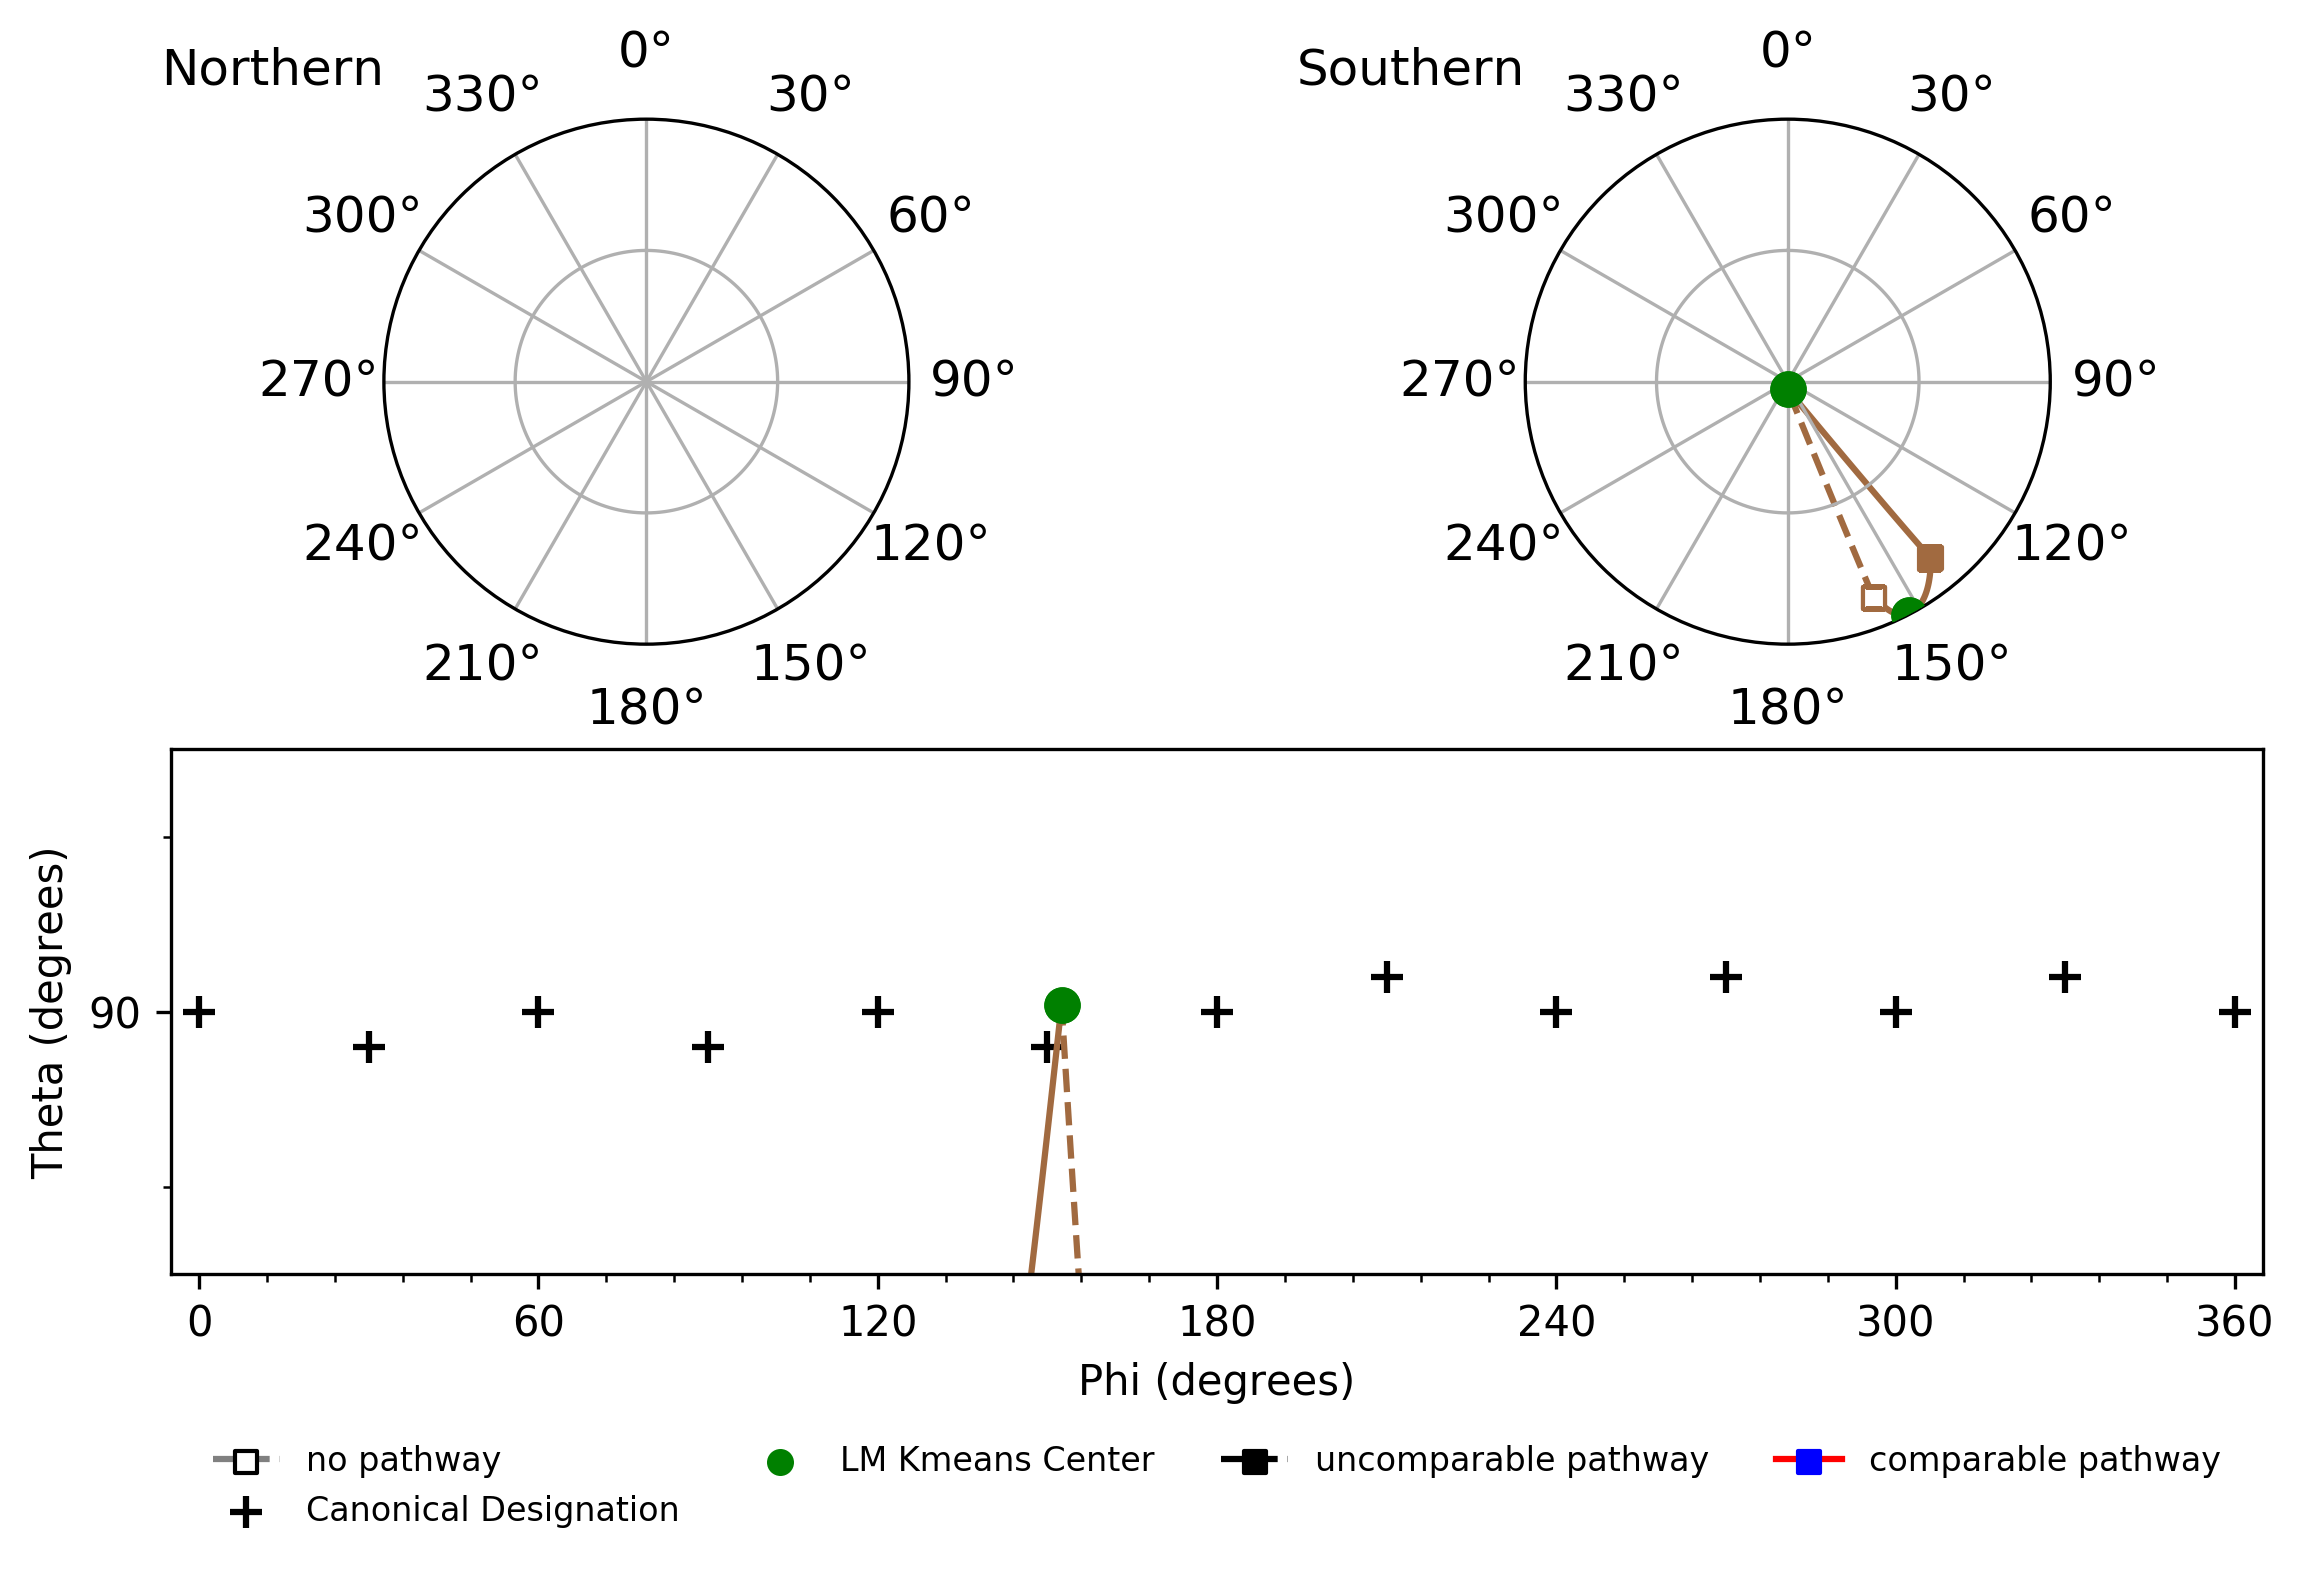 Northern
0°
330°
30°
300°
60°
270°
90°
240°
120°
210°
150°
180°
Southern
0°
330°
30°
300°
60°
270°
90°
240°
120°
210°
150°
180°
Theta (degrees)
90
0 60 120 180 240 300 360
Phi (degrees)
no pathway
Canonical Designation
LM Kmeans Center
uncomparable pathway
comparable pathway